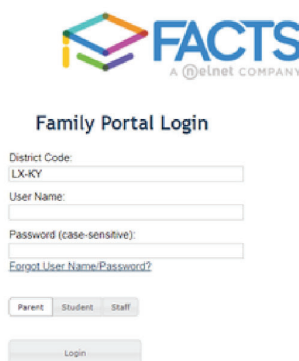 FACTS
A nelnet COMPANY
Family Portal Login
District Code:
LX-KY
User Name:
Password (case-sensitive):
Forgot User Name/Password?
Parent Student Staff
Login